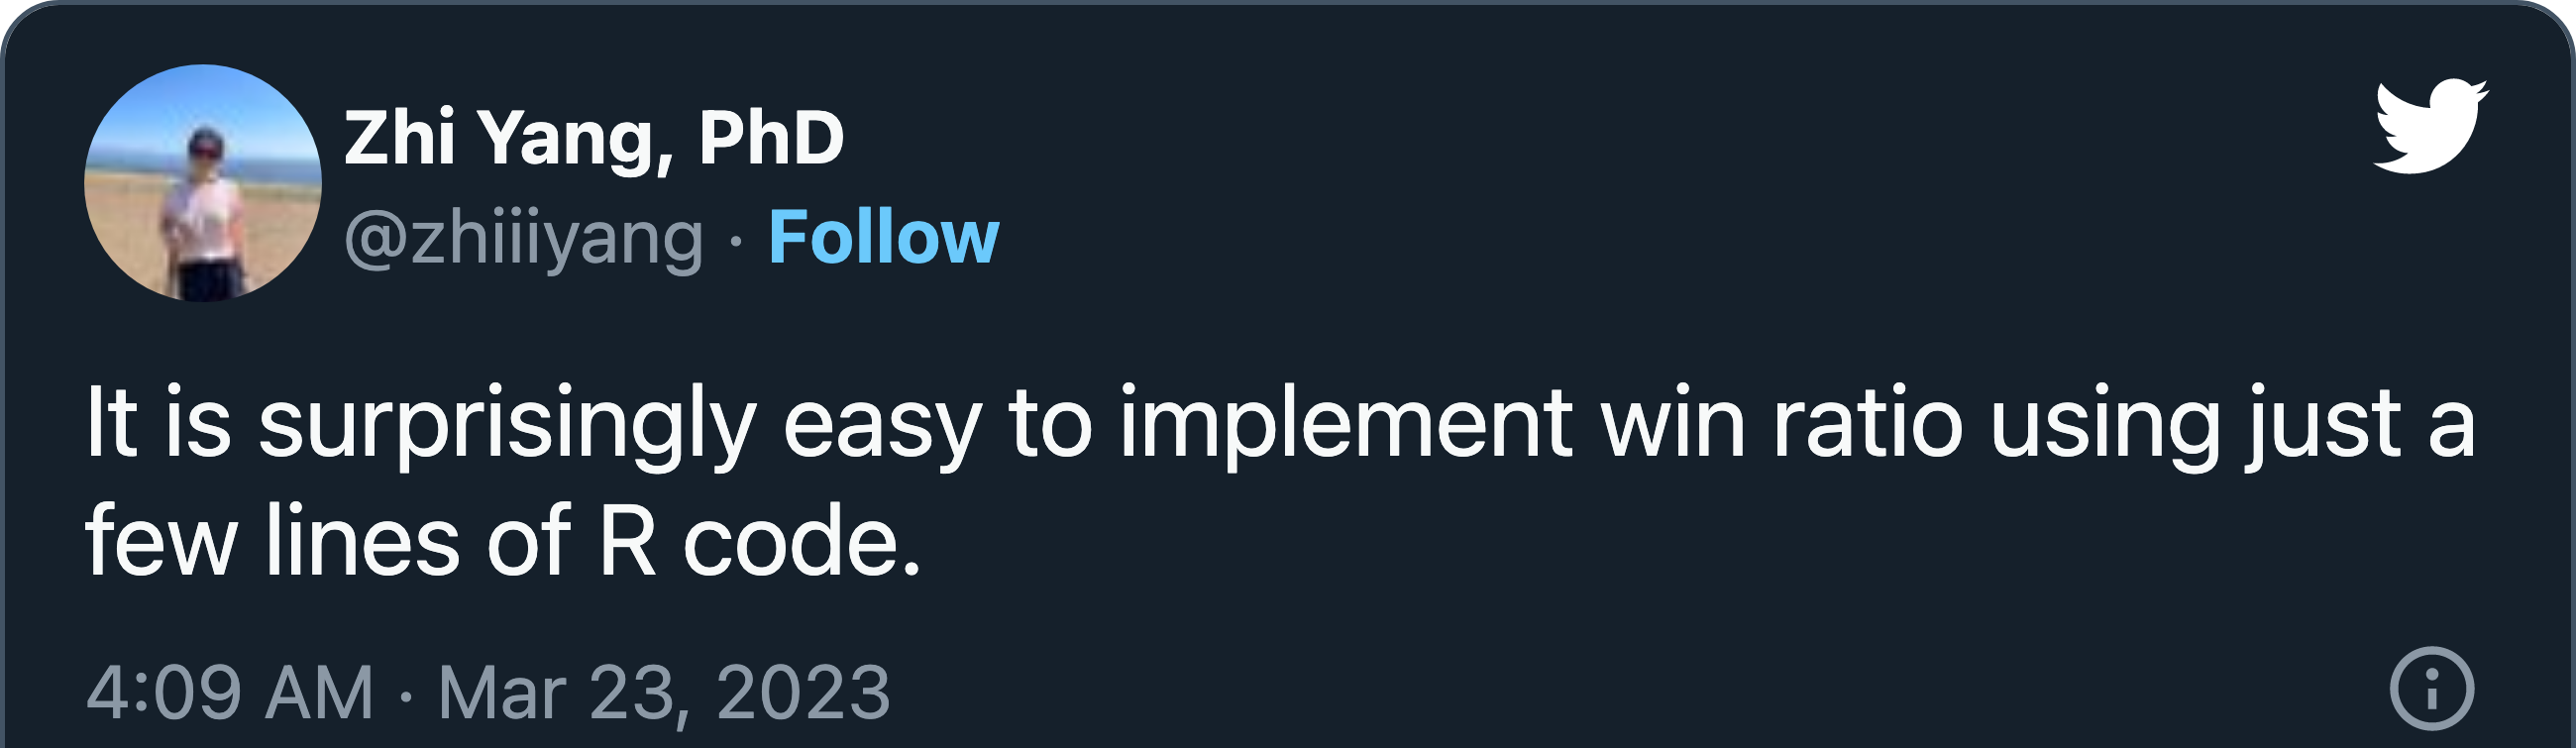 Zhi Yang, PhD
@zhiiiyang · Follow
It is surprisingly easy to implement win ratio using just a
few lines of R code.
4:09 AM · Mar 23, 2023